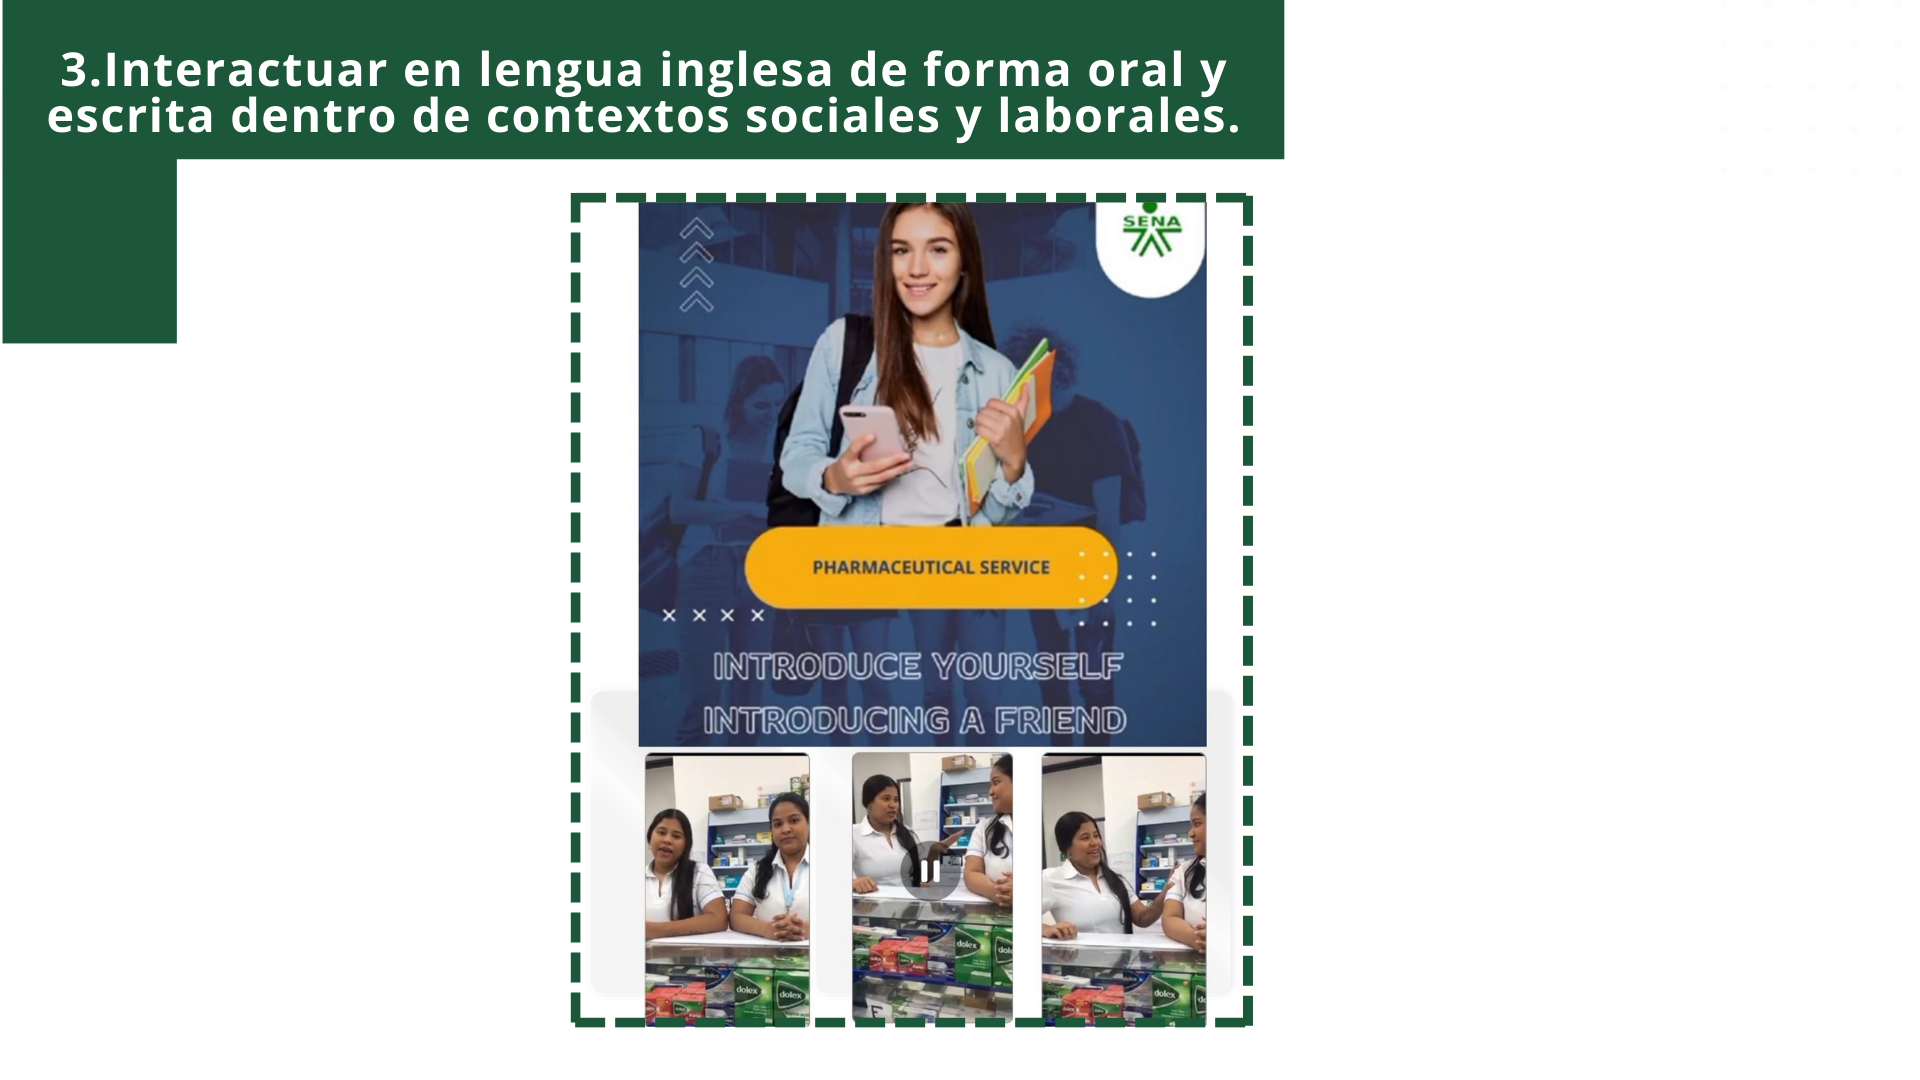 3.Interactuar en lengua inglesa de forma oral y
escrita dentro de contextos sociales y laborales.
SENA
PHARMACEUTICAL SERVICE
INTRODUCE YOURSELF
INTRODUCING A FRIEND
dolex
dolex
dolex
dolex